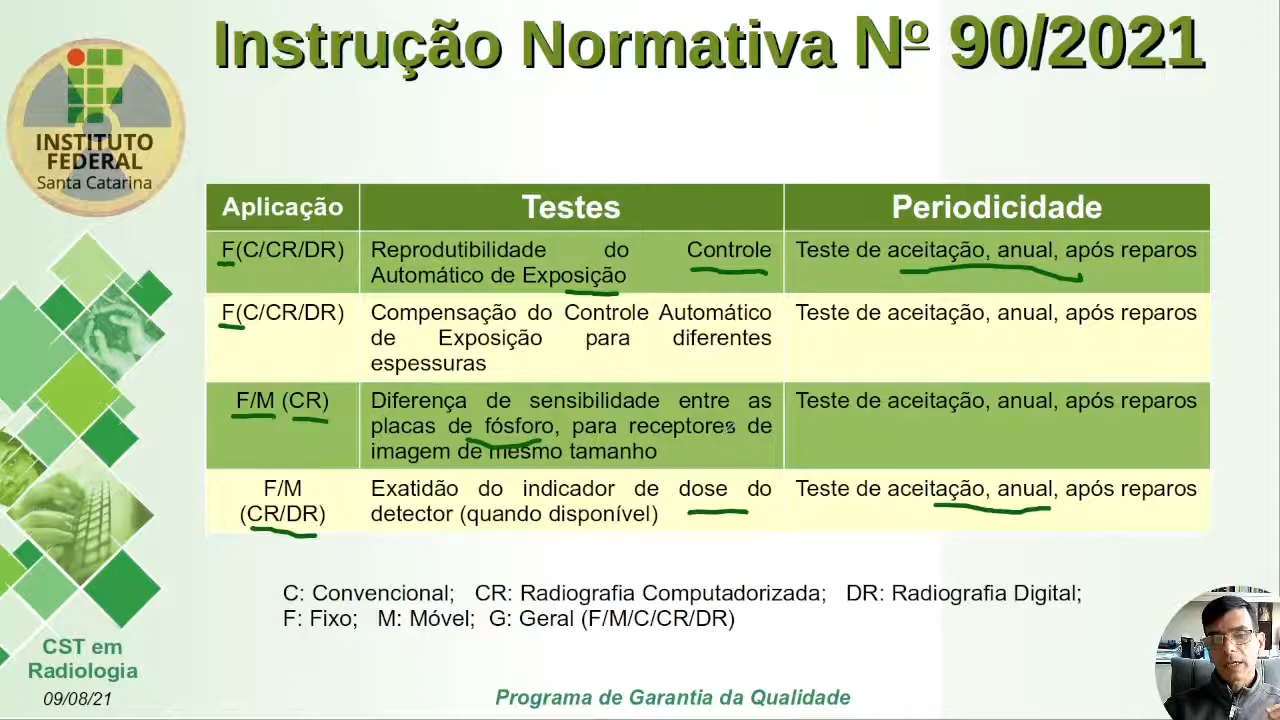 Instrução Normativa Nº 90/2021
INSTITUTO
FEDERAL
Santa Catarina
Aplicação Testes Periodicidade
F(C/CR/DR) Reprodutibilidade do Controle Teste de aceitação, anual, após reparos
Automático de Exposição
F(C/CR/DR) Compensação do Controle Automático Teste de aceitação, anual, após reparos
de Exposição para diferentes
espessuras
F/M (CR) Diferença de sensibilidade entre as Teste de aceitação, anual, após reparos
placas de fósforo, para receptores de
imagem de mesmo tamanho
F/M Exatidão do indicador de dose do Teste de aceitação, anual, após reparos
(CR/DR) detector (quando disponível)
C: Convencional; CR: Radiografia Computadorizada; DR: Radiografia Digital;
F: Fixo; M: Móvel; G: Geral (F/M/C/CR/DR)
CST em
Radiologia
09/08/21
Programa de Garantia da Qualidade